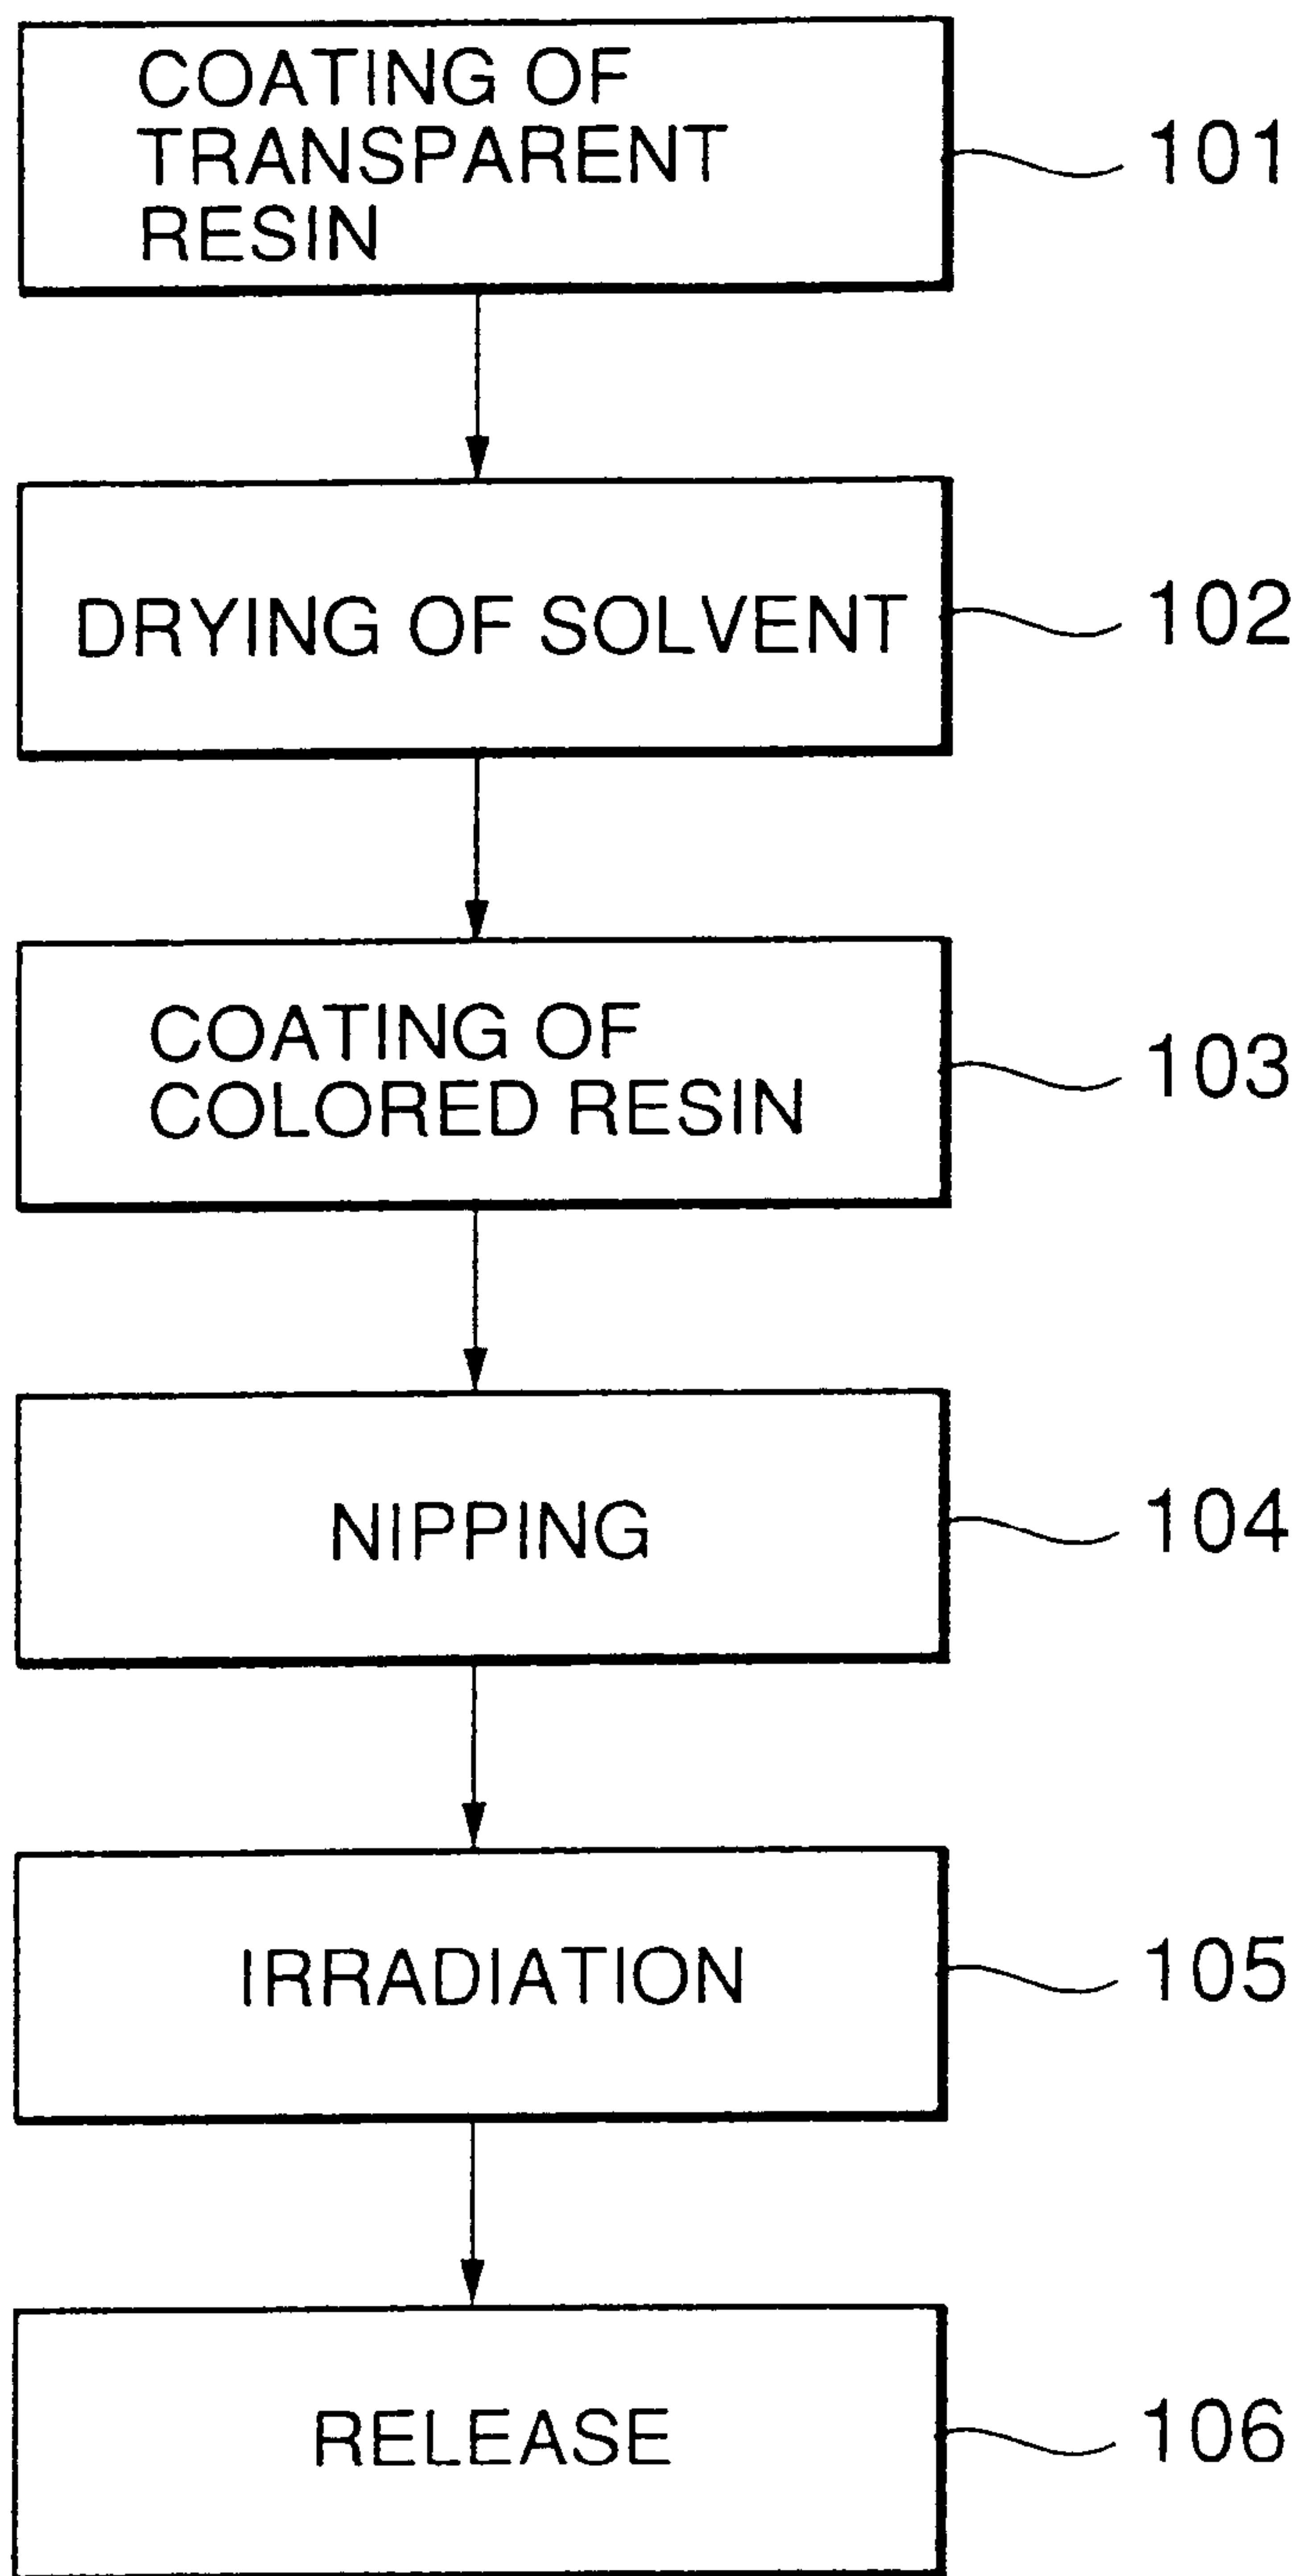 COATING OF
TRANSPARENT
RESIN
101
DRYING OF SOLVENT
102
COATING OF
COLORED RESIN
103
NIPPING
104
IRRADIATION
105
RELEASE
106